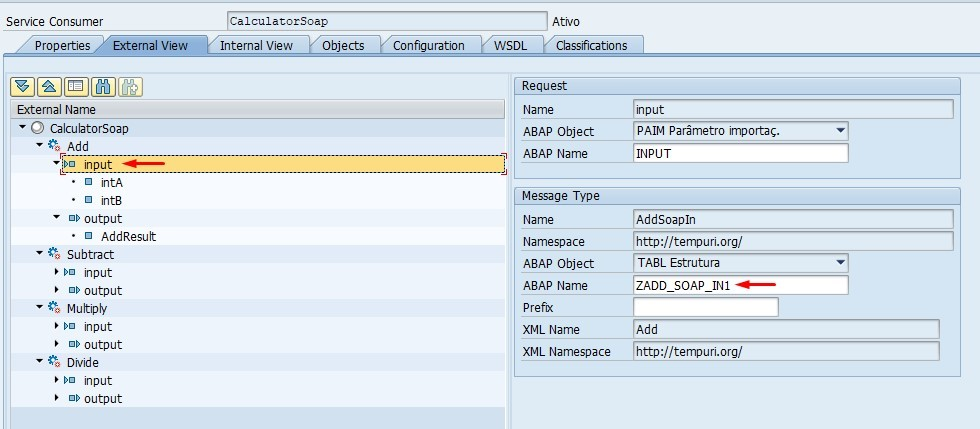 Service Consumer CalculatorSoap Ativo
Properties External View Internal View Objects Configuration WSDL Classifications
External Name
CalculatorSoap
Add
input
intA
intB
output
AddResult
Subtract
input
output
Multiply
input
output
Divide
input
output
Request
Name input
ABAP Object PAIM Parâmetro importaç.
ABAP Name INPUT
Message Type
Name AddSoapIn
Namespace http://tempuri.org/
ABAP Object TABL Estrutura
ABAP Name ZADD_SOAP_IN1
Prefix
XML Name Add
XML Namespace http://tempuri.org/